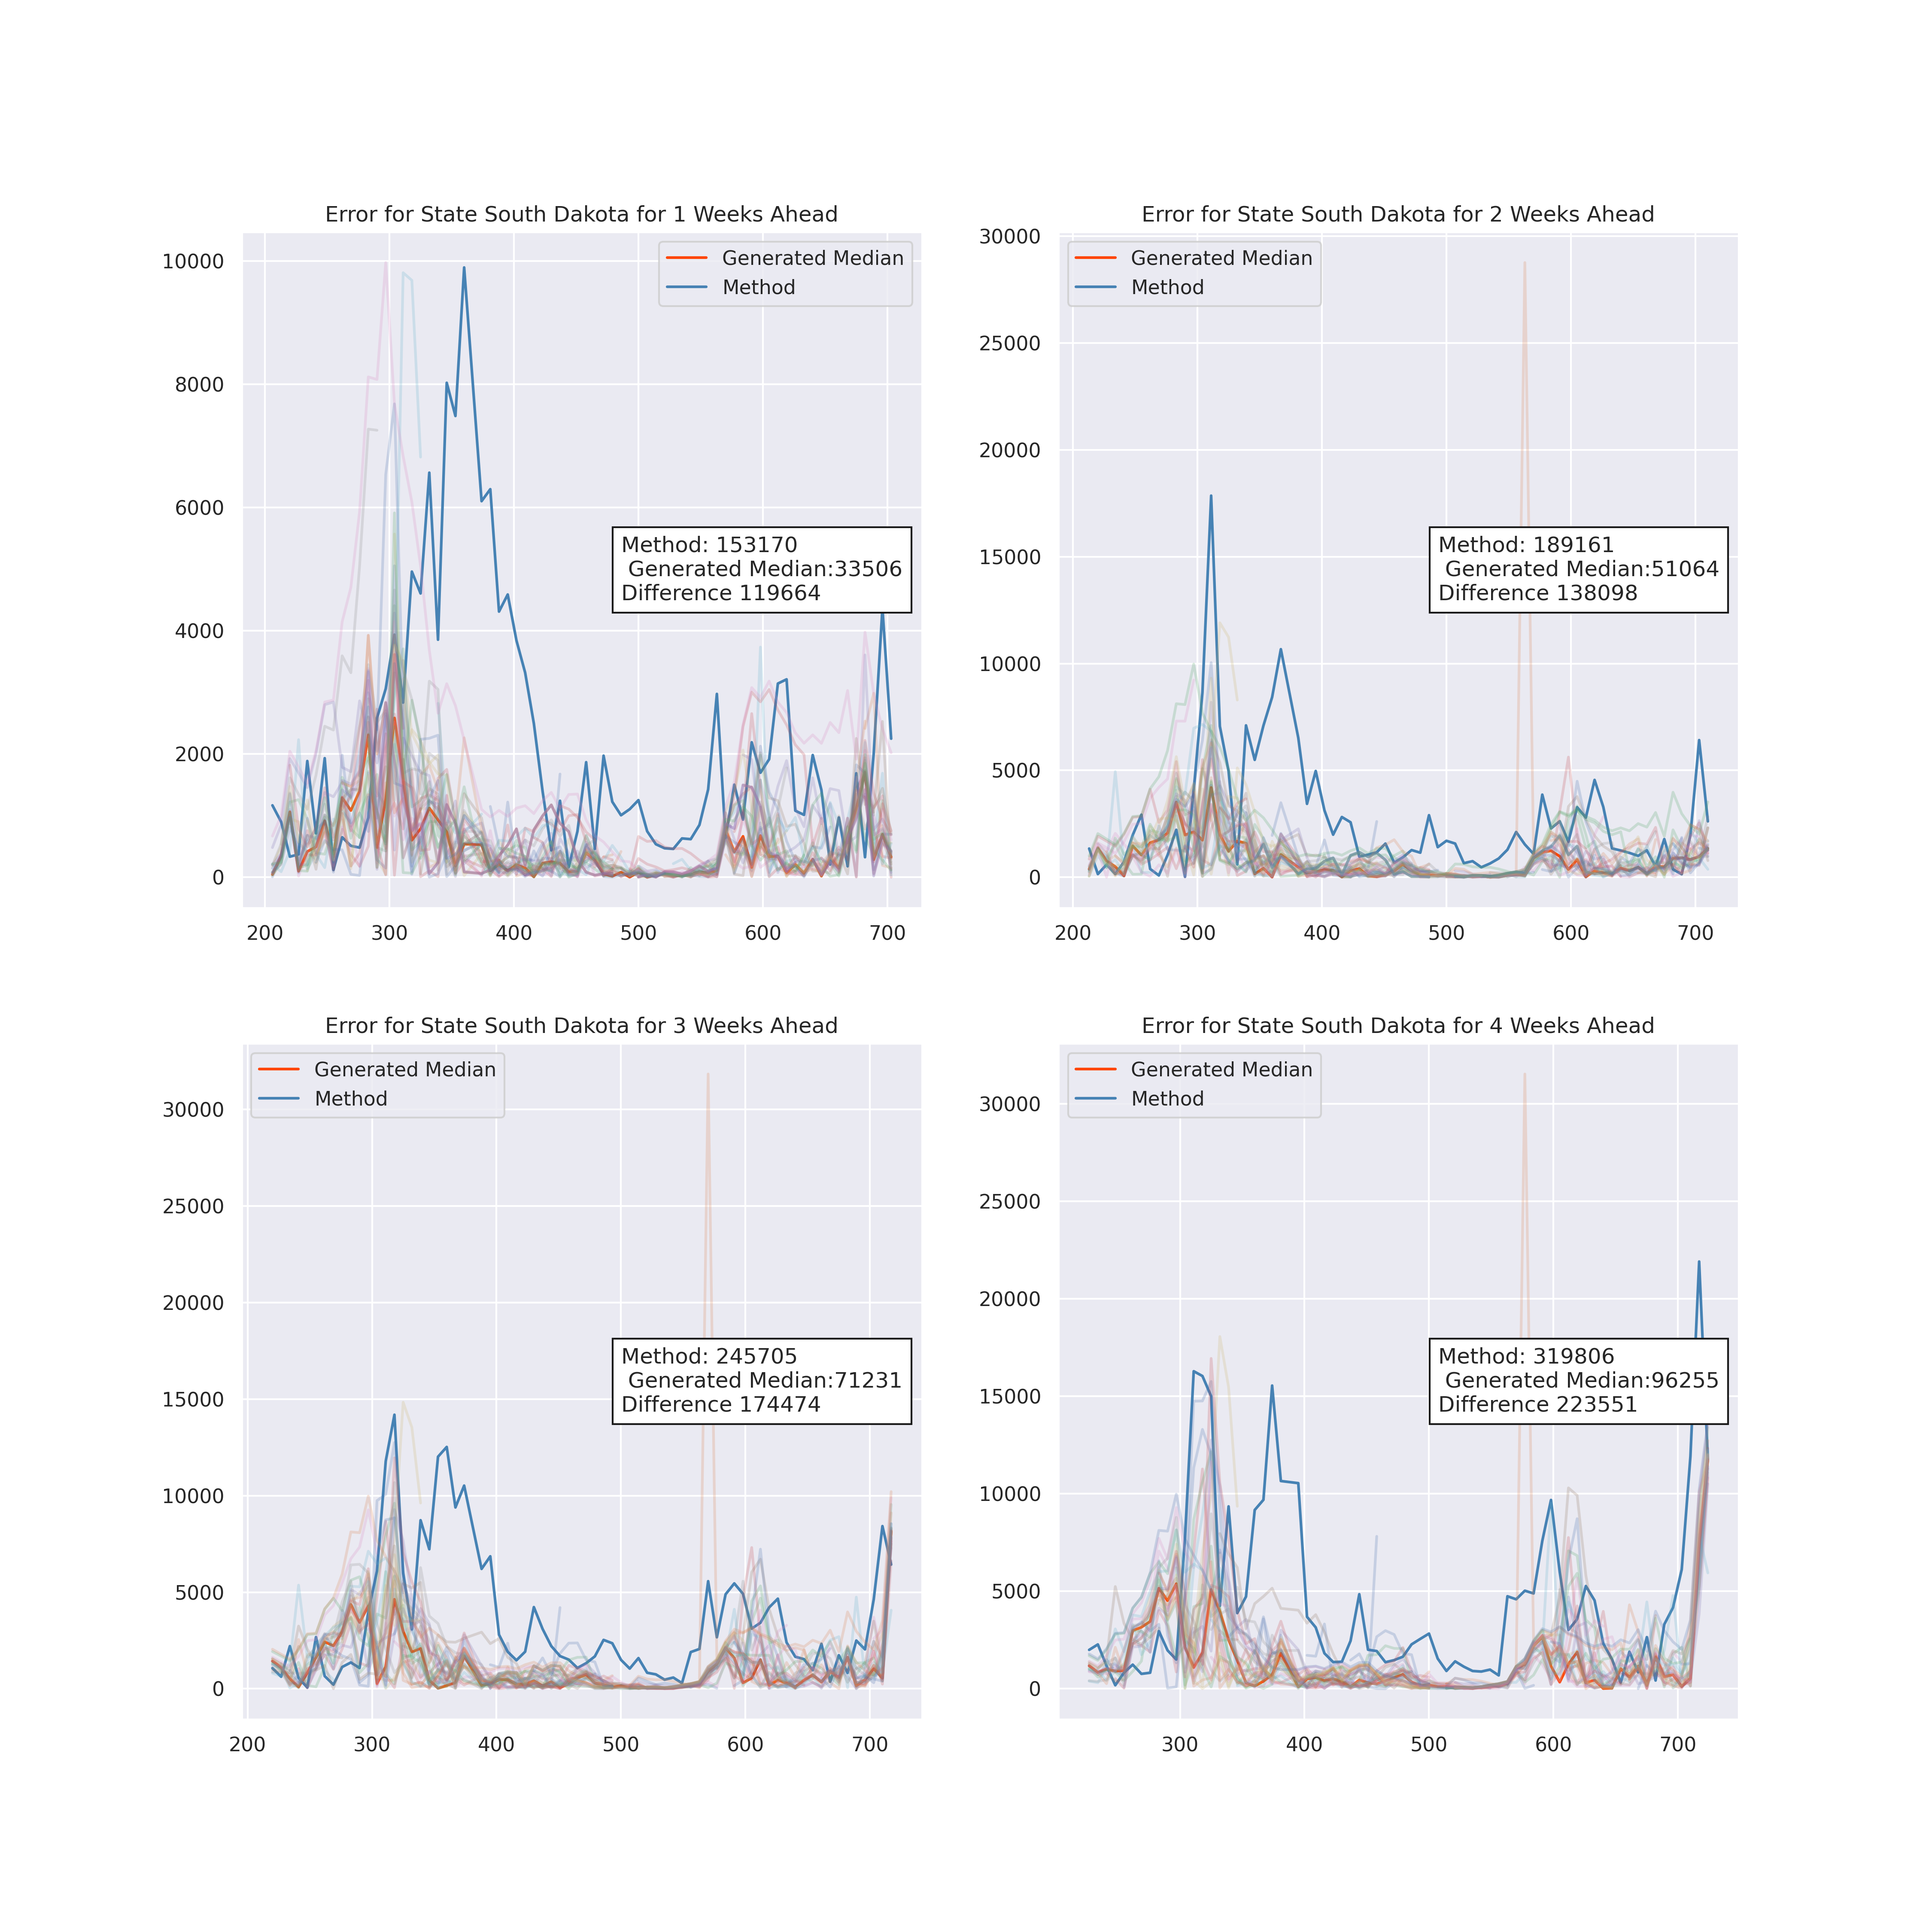 Error for State South Dakota for 1 Weeks Ahead
Generated Median
Method
10000
8000
6000
4000
2000
0
Method: 153170
Generated Median:33506
Difference 119664
200 300 400 500 600 700
Error for State South Dakota for 2 Weeks Ahead
Generated Median
Method
30000
25000
20000
15000
10000
5000
0
Method: 189161
Generated Median:51064
Difference 138098
200 300 400 500 600 700
Error for State South Dakota for 3 Weeks Ahead
Generated Median
Method
30000
25000
20000
15000
10000
5000
0
Method: 245705
Generated Median:71231
Difference 174474
200 300 400 500 600 700
Error for State South Dakota for 4 Weeks Ahead
Generated Median
Method
30000
25000
20000
15000
10000
5000
0
Method: 319806
Generated Median:96255
Difference 223551
300 400 500 600 700